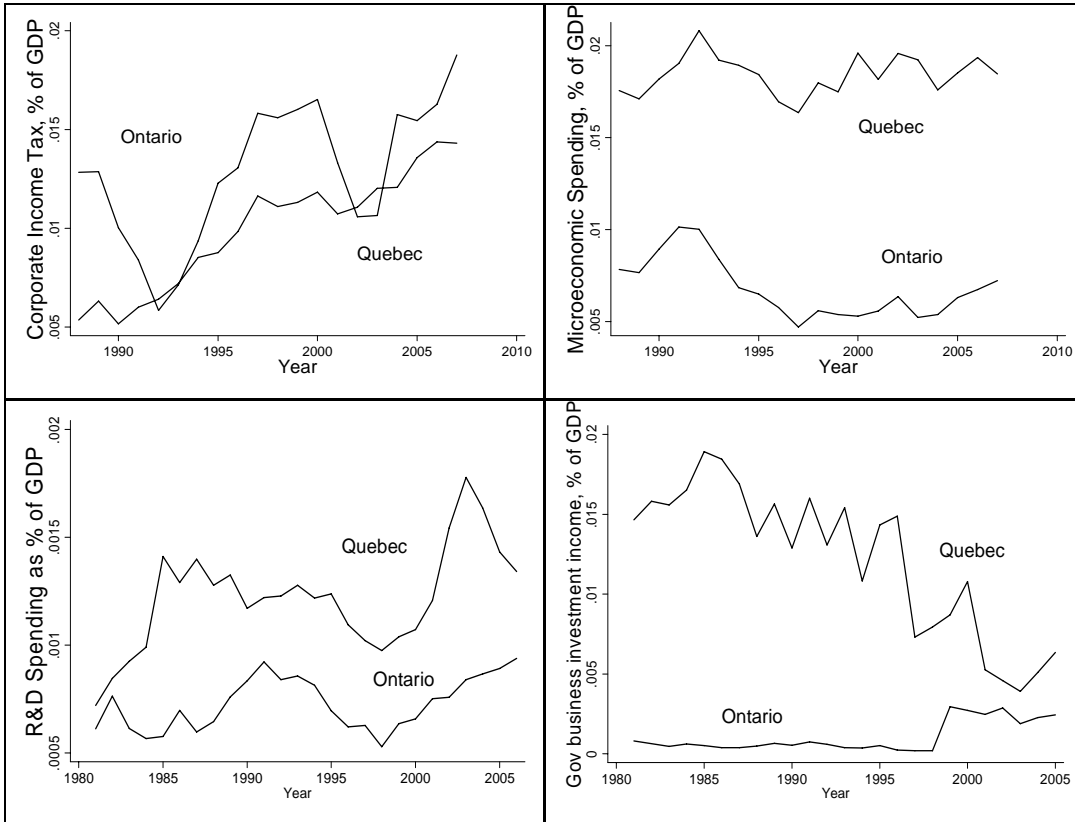 Corporate Income Tax, % of GDP
.02
.015
.01
.005
Ontario
Quebec
1990 1995 2000 2005 2010
Year
Microeconomic Spending, % of GDP
.02
.015
.01
.005
Quebec
Ontario
1990 1995 2000 2005 2010
Year
R&D Spending as % of GDP
.002
.0015
.001
.0005
Quebec
Ontario
1980 1985 1990 1995 2000 2005
Year
Gov business investment income, % of GDP
.02
.015
.01
.005
0
Quebec
Ontario
1980 1985 1990 1995 2000 2005
Year